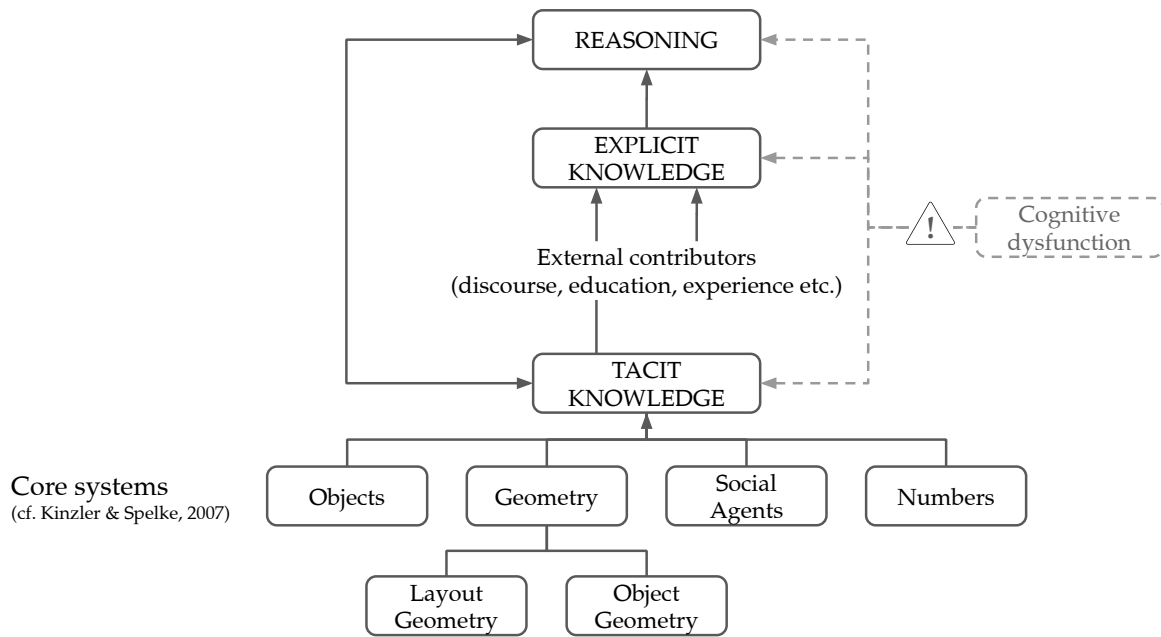 REASONING
EXPLICIT
KNOWLEDGE
!
Cognitive
dysfunction
External contributors
(discourse, education, experience etc.)
TACIT
KNOWLEDGE
Core systems
(cf. Kinzler & Spelke, 2007)
Objects
Geometry
Social
Agents
Numbers
Layout
Geometry
Object
Geometry